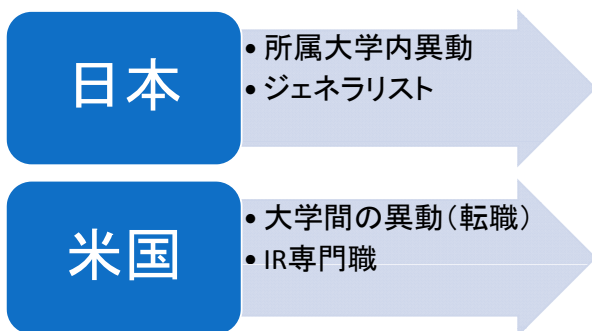 日本
• 所属大学内異動
• ジェネラリスト
米国
• 大学間の異動(転職)
• IR専門職